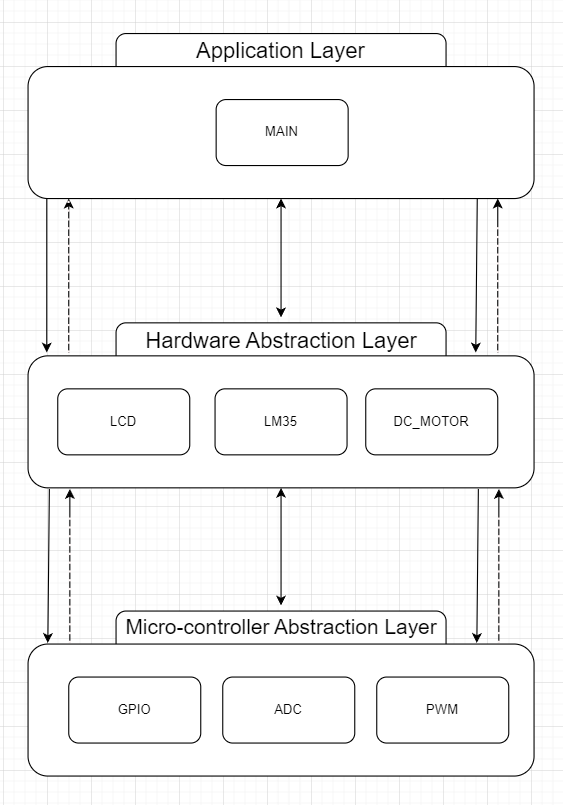 Application Layer
MAIN
Hardware Abstraction Layer
LCD
LM35
DC_MOTOR
Micro-controller Abstraction Layer
GPIO
ADC
PWM